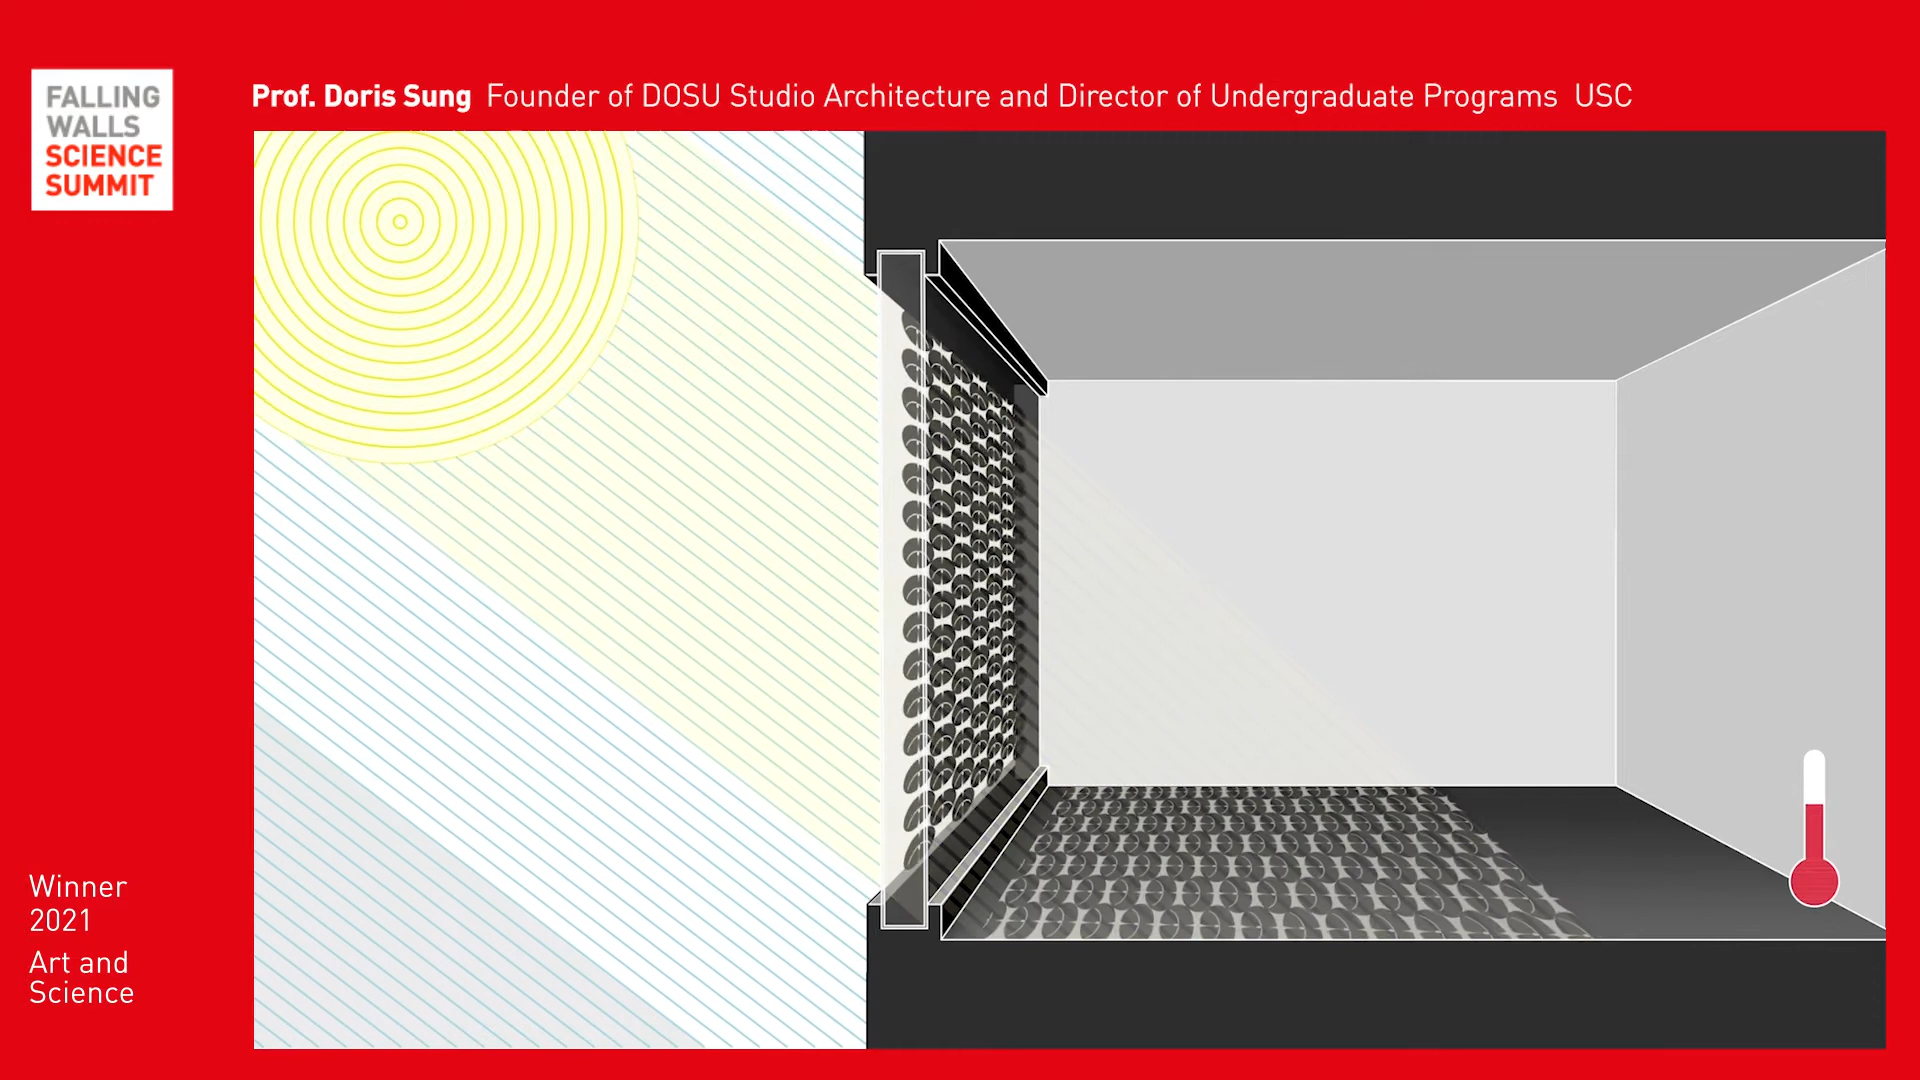 FALLING
WALLS
SCIENCE
SUMMIT
Prof. Doris Sung Founder of DOSU Studio Architecture and Director of Undergraduate Programs USC
Winner
2021
Art and
Science